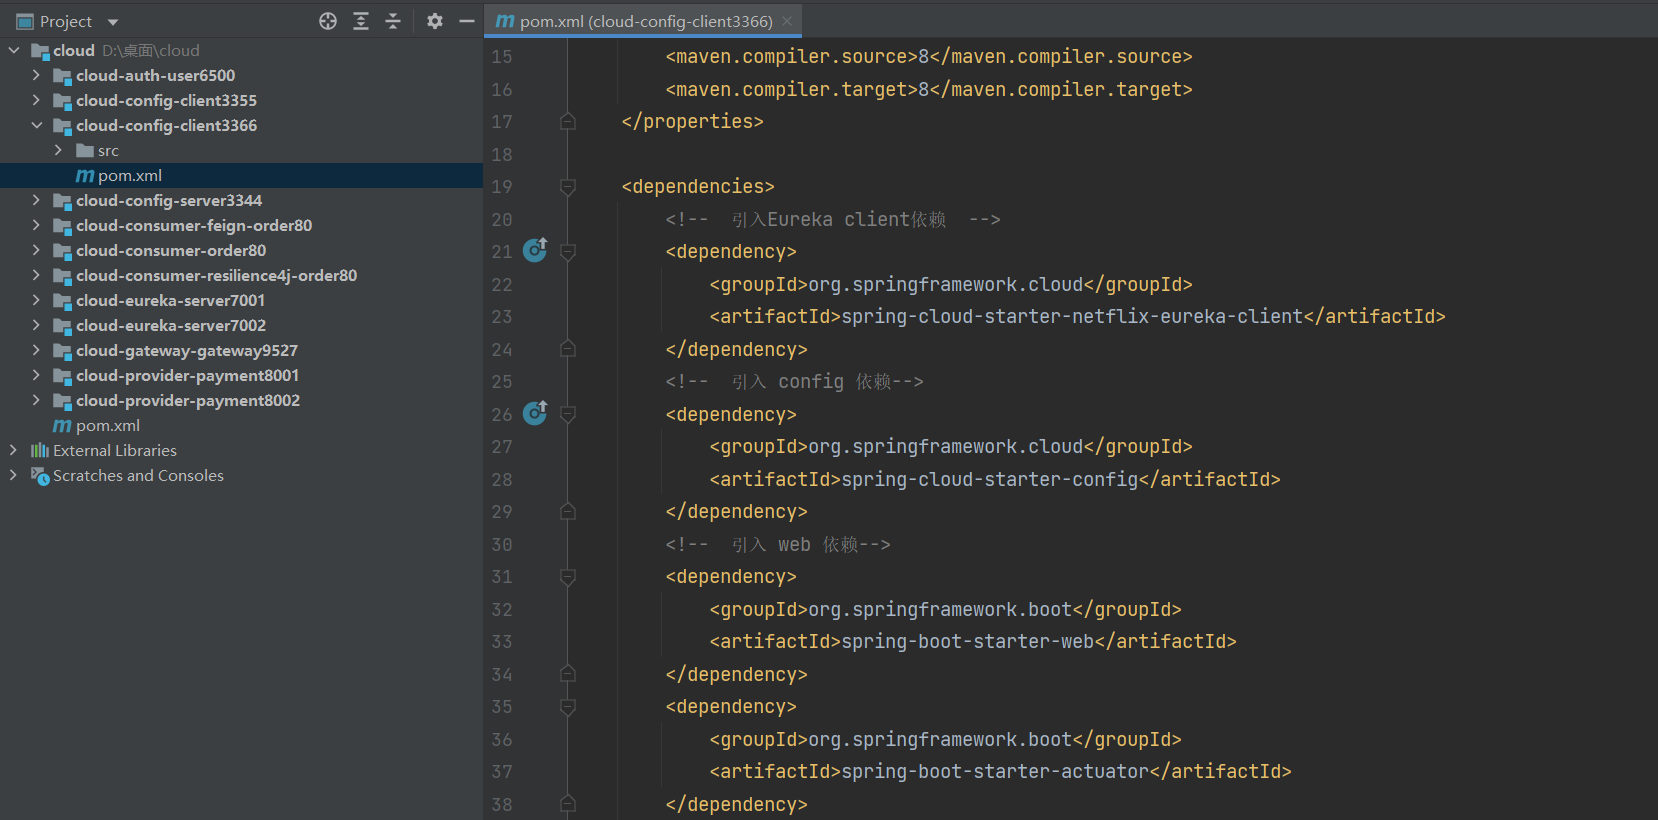 Project
cloud D:\桌面\cloud
cloud-auth-user6500
cloud-config-client3355
cloud-config-client3366
src
pom.xml
cloud-config-server3344
cloud-consumer-feign-order80
cloud-consumer-order80
cloud-consumer-resilience4j-order80
cloud-eureka-server7001
cloud-eureka-server7002
cloud-gateway-gateway9527
cloud-provider-payment8001
cloud-provider-payment8002
pom.xml
External Libraries
Scratches and Consoles
pom.xml (cloud-config-client3366)
15 <maven.compiler.source>8</maven.compiler.source>
16 <maven.compiler.target>8</maven.compiler.target>
17 </properties>
18
19 <dependencies>
20 <!-- 引入Eureka client依赖 -->
21 <dependency>
22 <groupId>org.springframework.cloud</groupId>
23 <artifactId>spring-cloud-starter-netflix-eureka-client</artifactId>
24 </dependency>
25 <!-- 引入 config 依赖-->
26 <dependency>
27 <groupId>org.springframework.cloud</groupId>
28 <artifactId>spring-cloud-starter-config</artifactId>
29 </dependency>
30 <!-- 引入 web 依赖-->
31 <dependency>
32 <groupId>org.springframework.boot</groupId>
33 <artifactId>spring-boot-starter-web</artifactId>
34 </dependency>
35 <dependency>
36 <groupId>org.springframework.boot</groupId>
37 <artifactId>spring-boot-starter-actuator</artifactId>
38 </dependency>